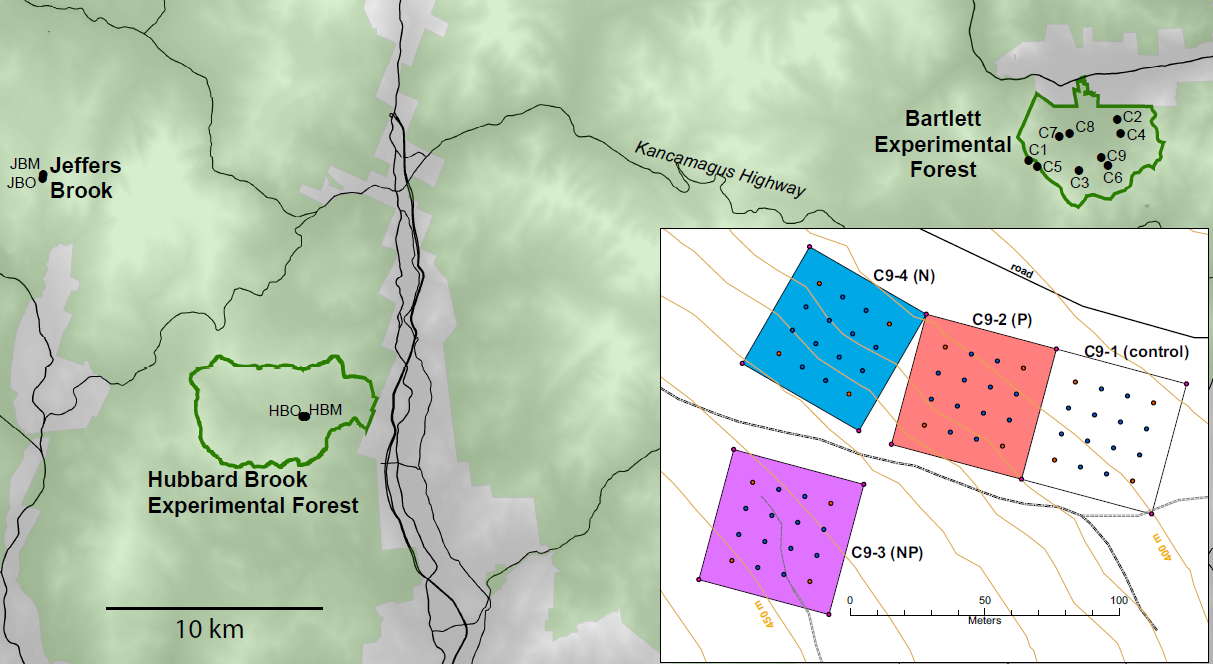 Bartlett
Experimental
Forest
C2
C7
C8
C4
C1
C9
C5
C3
C6
Kancamagus Highway
JBM
JBO
Jeffers
Brook
HBO
HBM
Hubbard Brook
Experimental Forest
10 km
road
C9-4 (N)
C9-2 (P)
C9-1 (control)
C9-3 (NP)
400 m
450 m
0
50
100
Meters